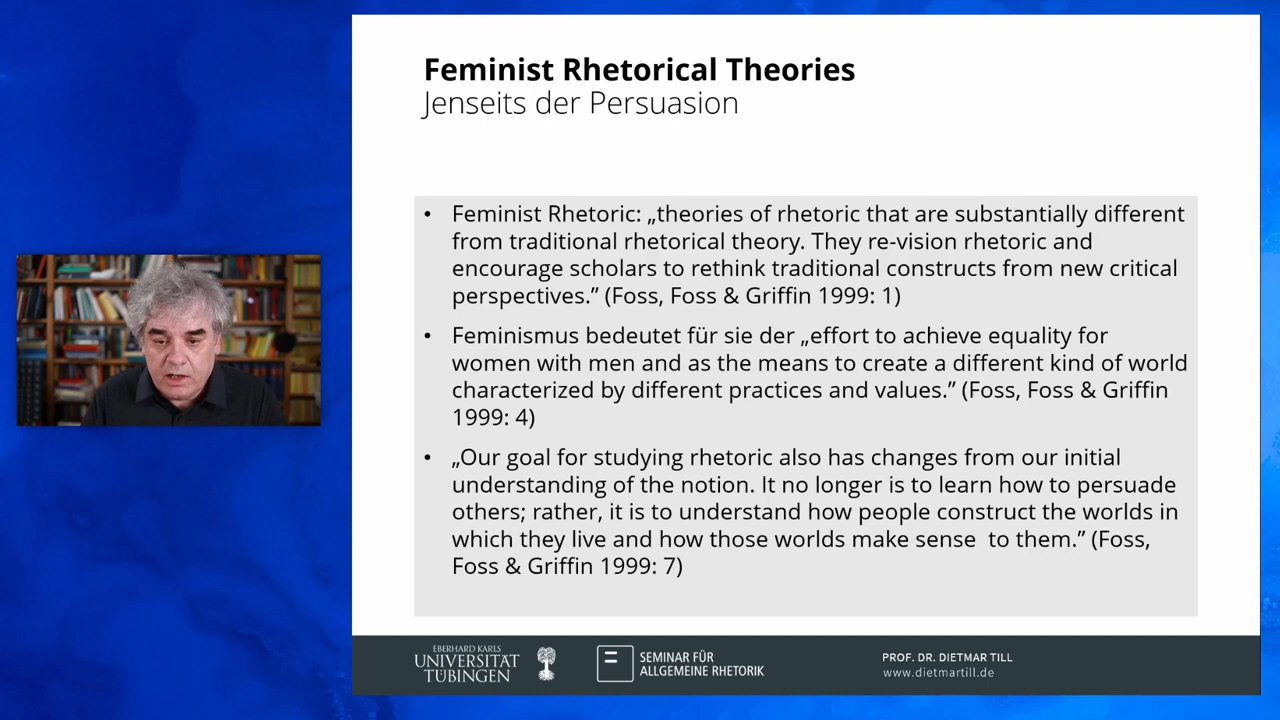 Feminist Rhetorical Theories
Jenseits der Persuasion
• Feminist Rhetoric: „theories of rhetoric that are substantially different
from traditional rhetorical theory. They re-vision rhetoric and
encourage scholars to rethink traditional constructs from new critical
perspectives.” (Foss, Foss & Griffin 1999: 1)
• Feminismus bedeutet für sie der „effort to achieve equality for
women with men and as the means to create a different kind of world
characterized by different practices and values.” (Foss, Foss & Griffin
1999: 4)
• „Our goal for studying rhetoric also has changes from our initial
understanding of the notion. It no longer is to learn how to persuade
others; rather, it is to understand how people construct the worlds in
which they live and how those worlds make sense to them.” (Foss,
Foss & Griffin 1999: 7)
EBERHARD KARLS
UNIVERSITÄT
TÜBINGEN
SEMINAR FÜR
ALLGEMEINE RHETORIK
PROF. DR. DIETMAR TILL
www.dietmartill.de